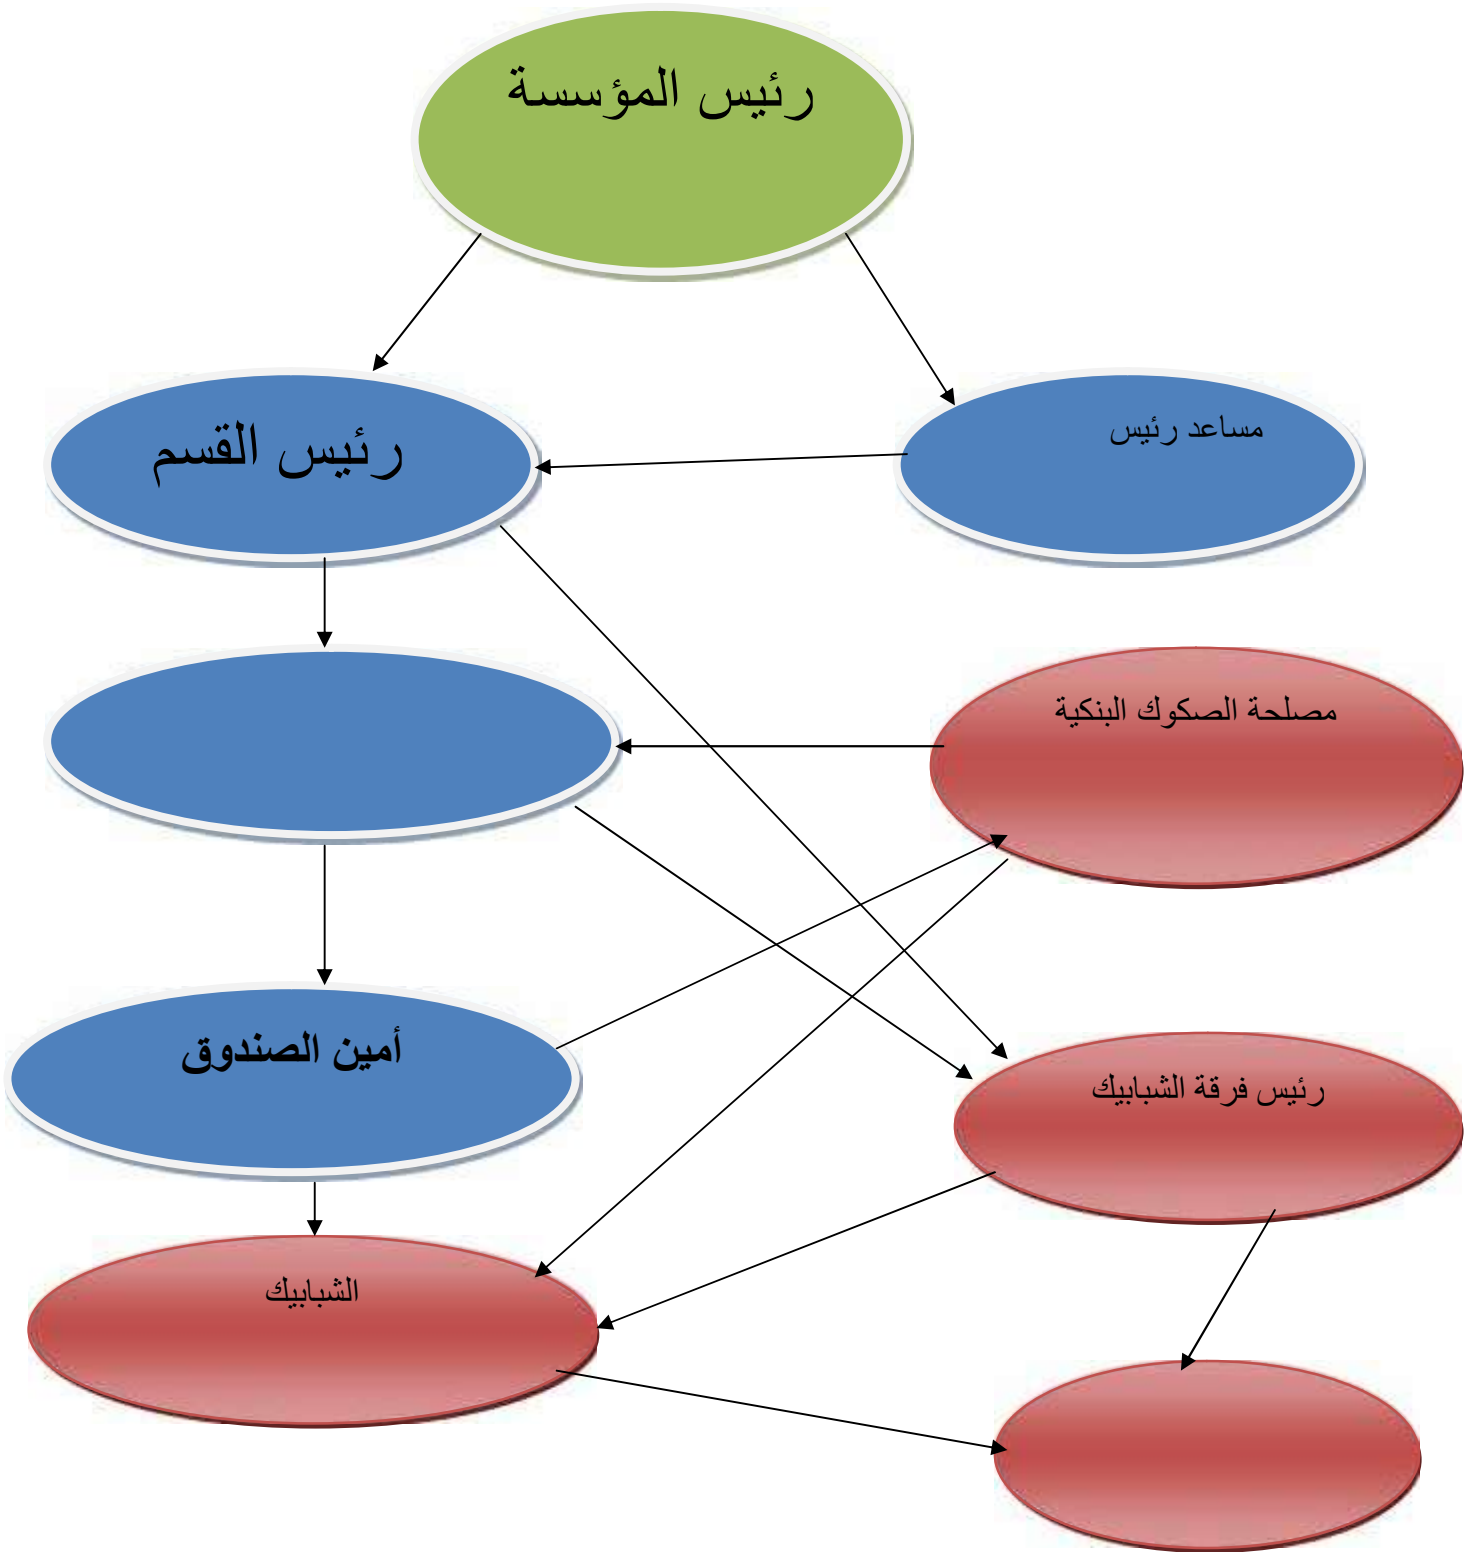 رئيس المؤسسة
مساعد رئيس
رئيس القسم
مصلحة الصكوك البنكية
أمين الصندوق
رئيس فرقة الشبابيك
الشبابيك